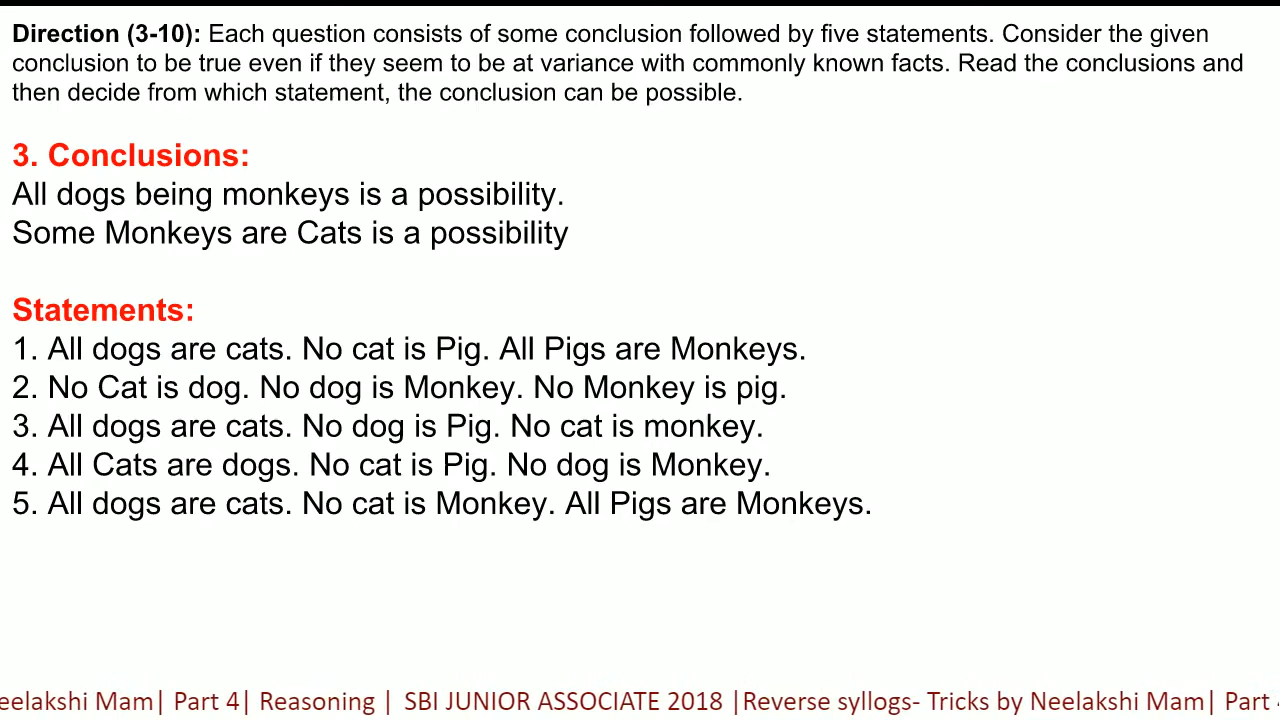 Direction (3-10): Each question consists of some conclusion followed by five statements. Consider the given
conclusion to be true even if they seem to be at variance with commonly known facts. Read the conclusions and
then decide from which statement, the conclusion can be possible.
3. Conclusions:
All dogs being monkeys is a possibility.
Some Monkeys are Cats is a possibility
Statements:
1. All dogs are cats. No cat is Pig. All Pigs are Monkeys.
2. No Cat is dog. No dog is Monkey. No Monkey is pig.
3. All dogs are cats. No dog is Pig. No cat is monkey.
4. All Cats are dogs. No cat is Pig. No dog is Monkey.
5. All dogs are cats. No cat is Monkey. All Pigs are Monkeys.
eelakshi Mam| Part 4| Reasoning | SBI JUNIOR ASSOCIATE 2018 |Reverse syllogs- Tricks by Neelakshi Mam| Part